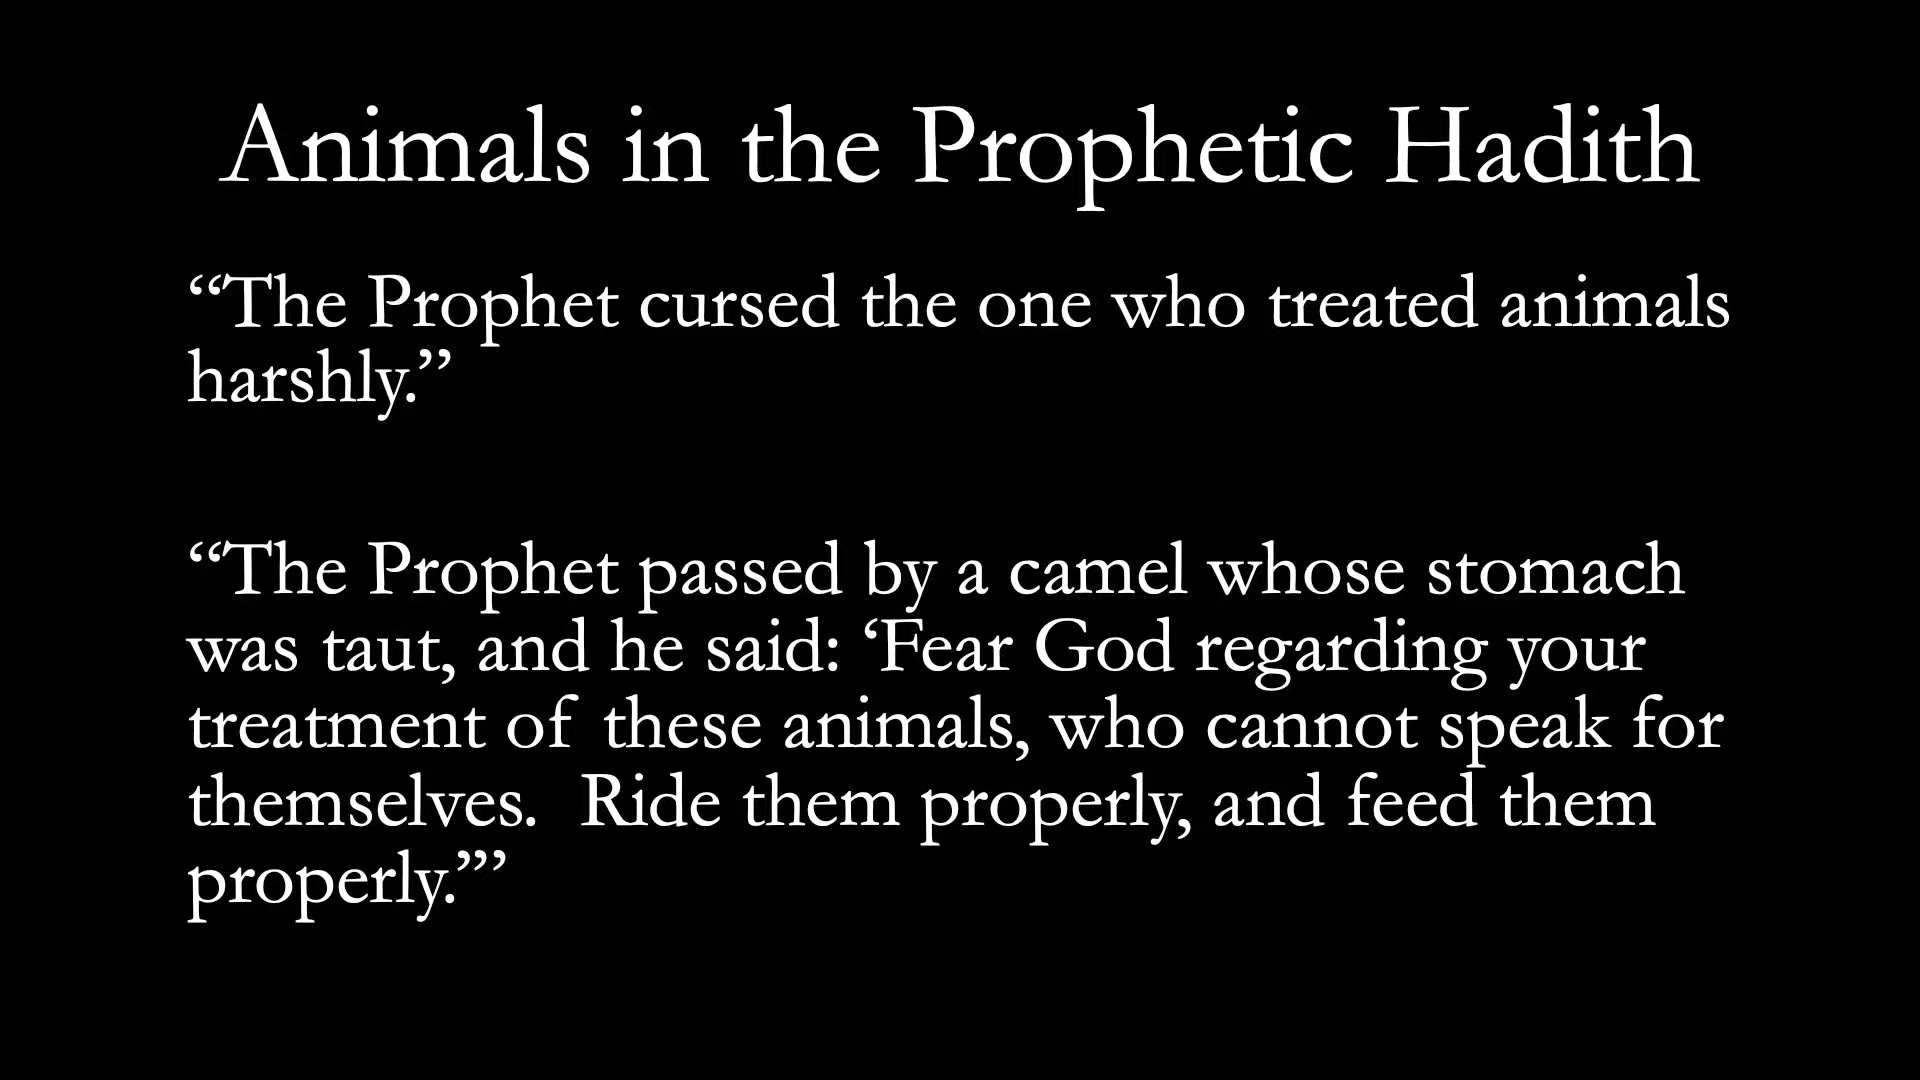 Animals in the Prophetic Hadith
“The Prophet cursed the one who treated animals
harshly.”
“The Prophet passed by a camel whose stomach
was taut, and he said: ‘Fear God regarding your
treatment of these animals, who cannot speak for
themselves.  Ride them properly, and feed them
properly.”’